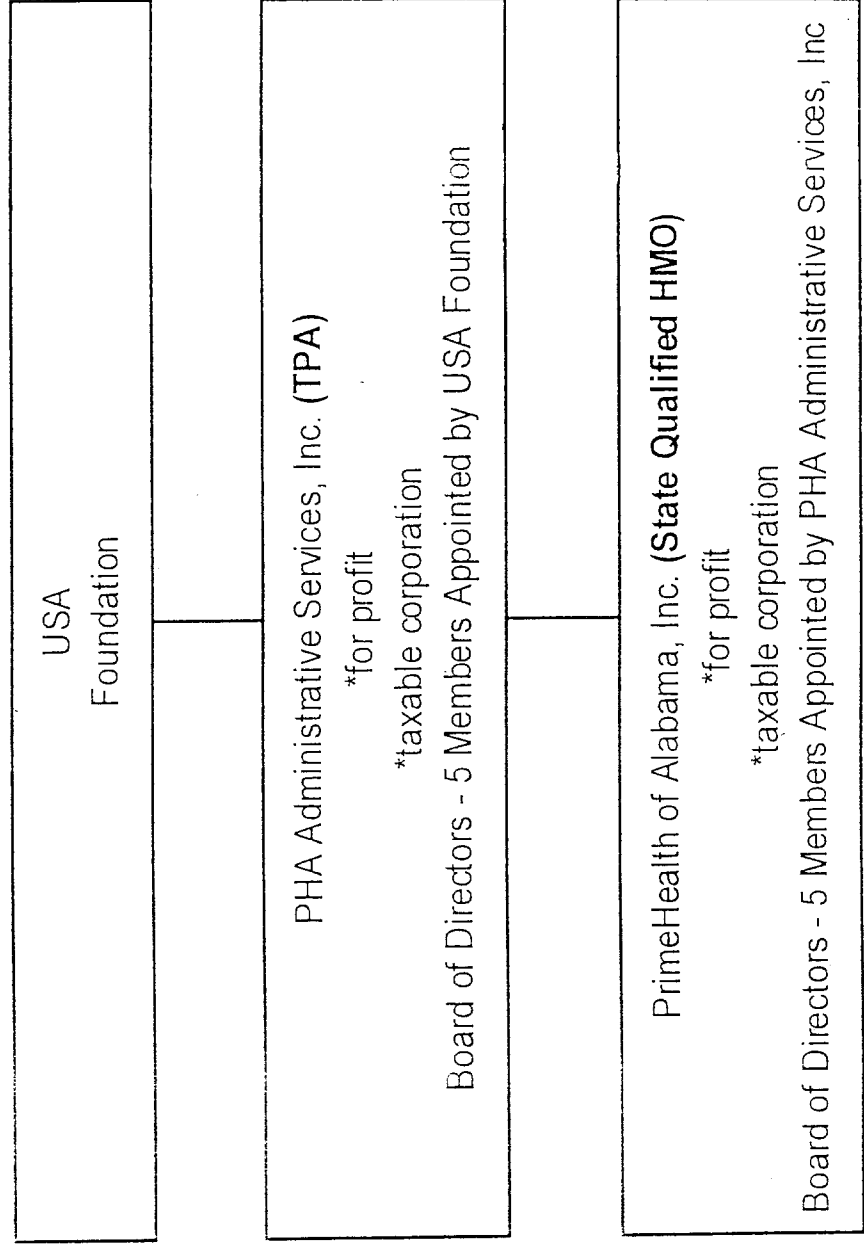 USA
Foundation
PHA Administrative Services, Inc. (TPA)
*for profit
*taxable corporation
Board of Directors - 5 Members Appointed by USA Foundation
PrimeHealth of Alabama, Inc. (State Qualified HMO)
*for profit
*taxable corporation
Board of Directors - 5 Members Appointed by PHA Administrative Services, Inc